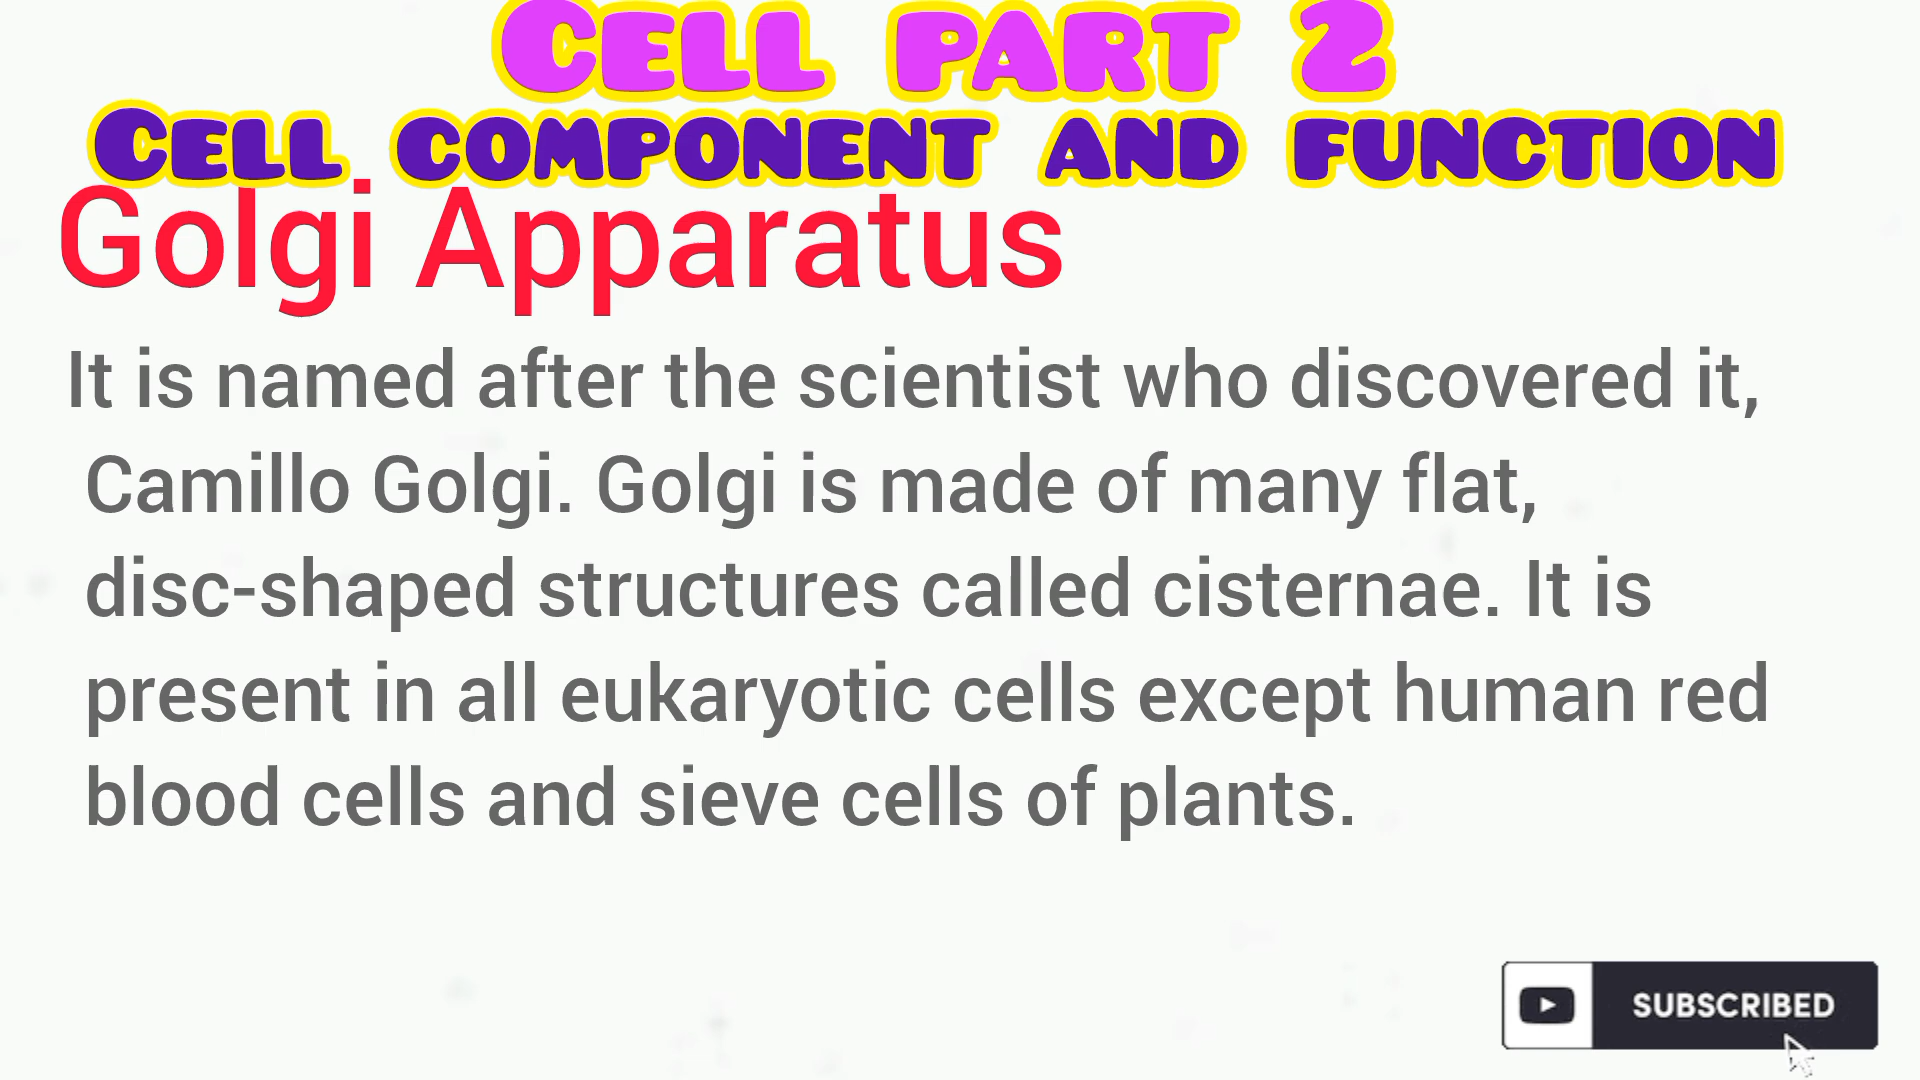 Cell part 2
Cell component and function
Golgi Apparatus
It is named after the scientist who discovered it,
Camillo Golgi. Golgi is made of many flat,
disc-shaped structures called cisternae. It is
present in all eukaryotic cells except human red
blood cells and sieve cells of plants.
SUBSCRIBED